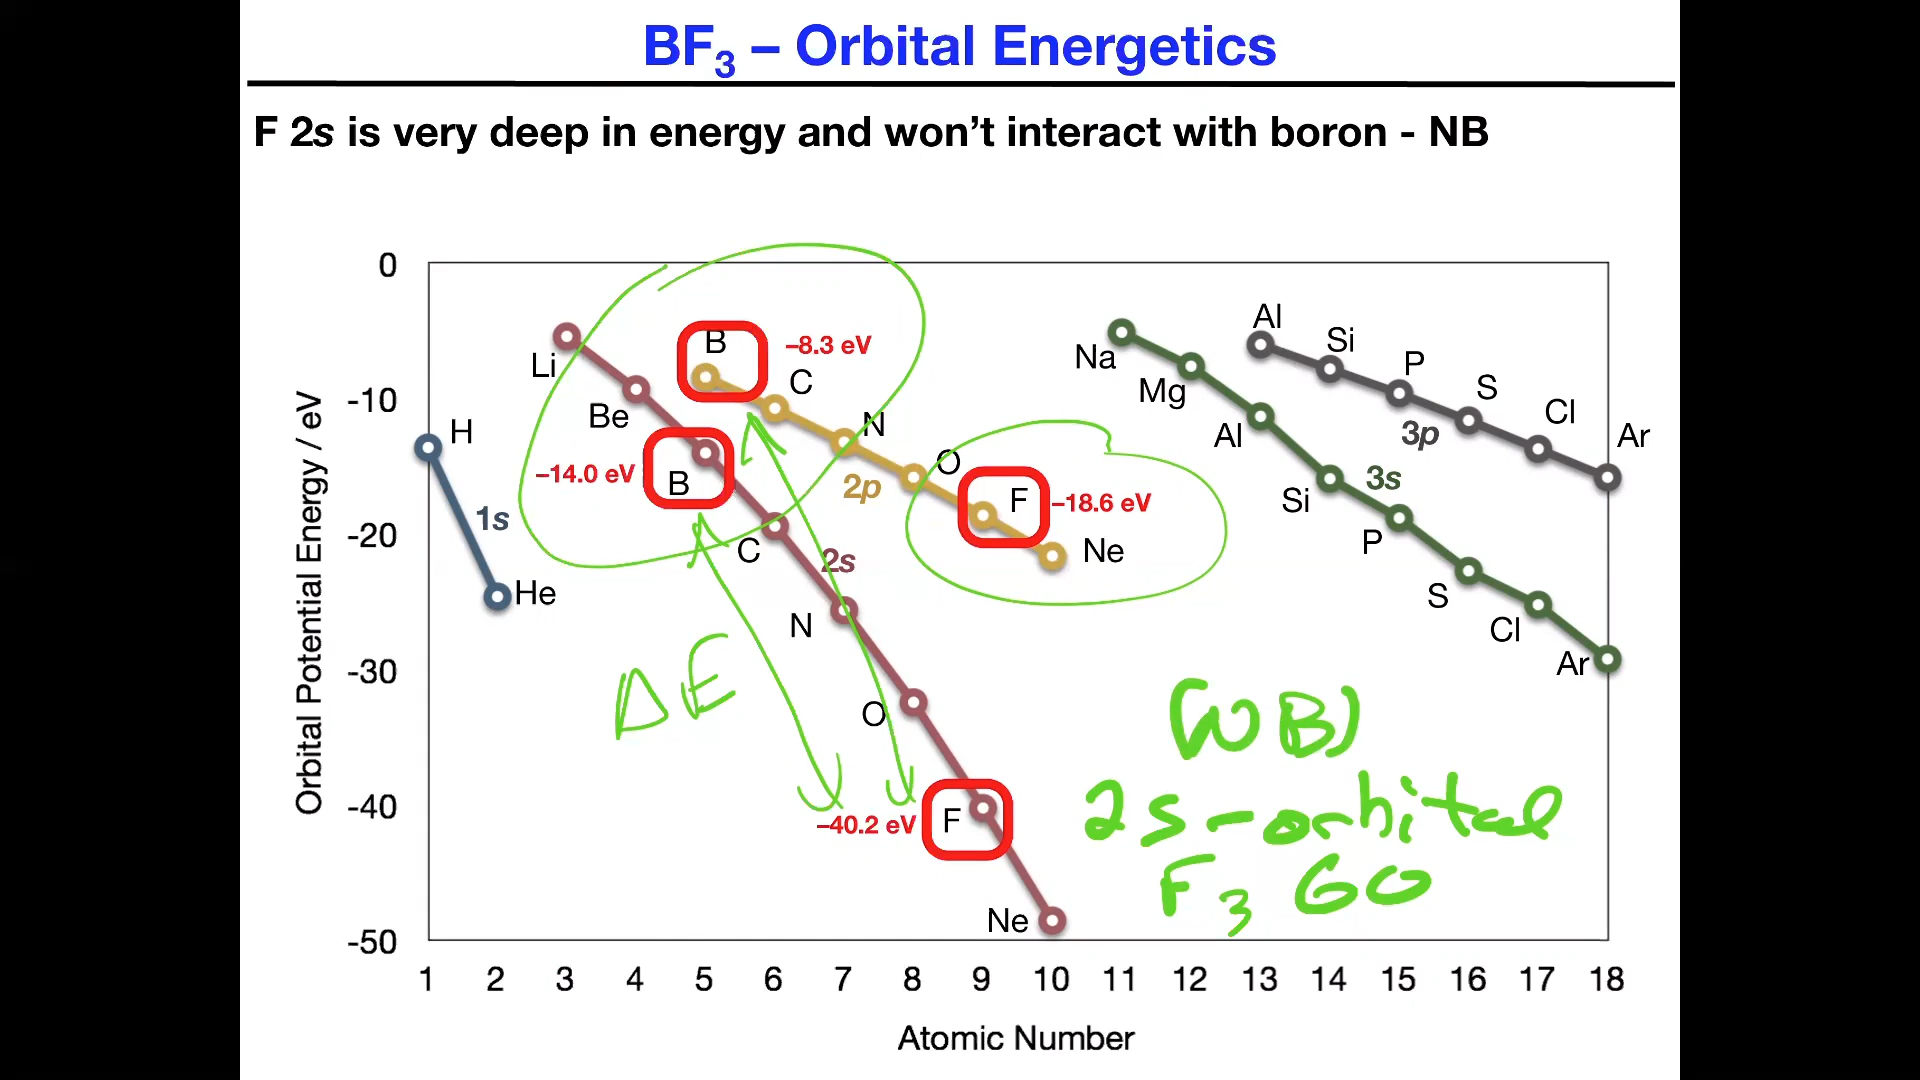 BF3 – Orbital Energetics
F 2s is very deep in energy and won't interact with boron - NB
0
-10
-20
-30
-40
-50
Orbital Potential Energy / eV
H
1s
He
Li
Be
–14.0 eV
B
C
2s
N
O
–40.2 eV
F
Ne
B
–8.3 eV
C
N
2p
O
F
–18.6 eV
Ne
Na
Mg
Al
Si
3s
P
S
Cl
Ar
Al
Si
P
3p
S
Cl
Ar
ΔE
(NB)
2s-orbital
F3 GO
1 2 3 4 5 6 7 8 9 10 11 12 13 14 15 16 17 18
Atomic Number